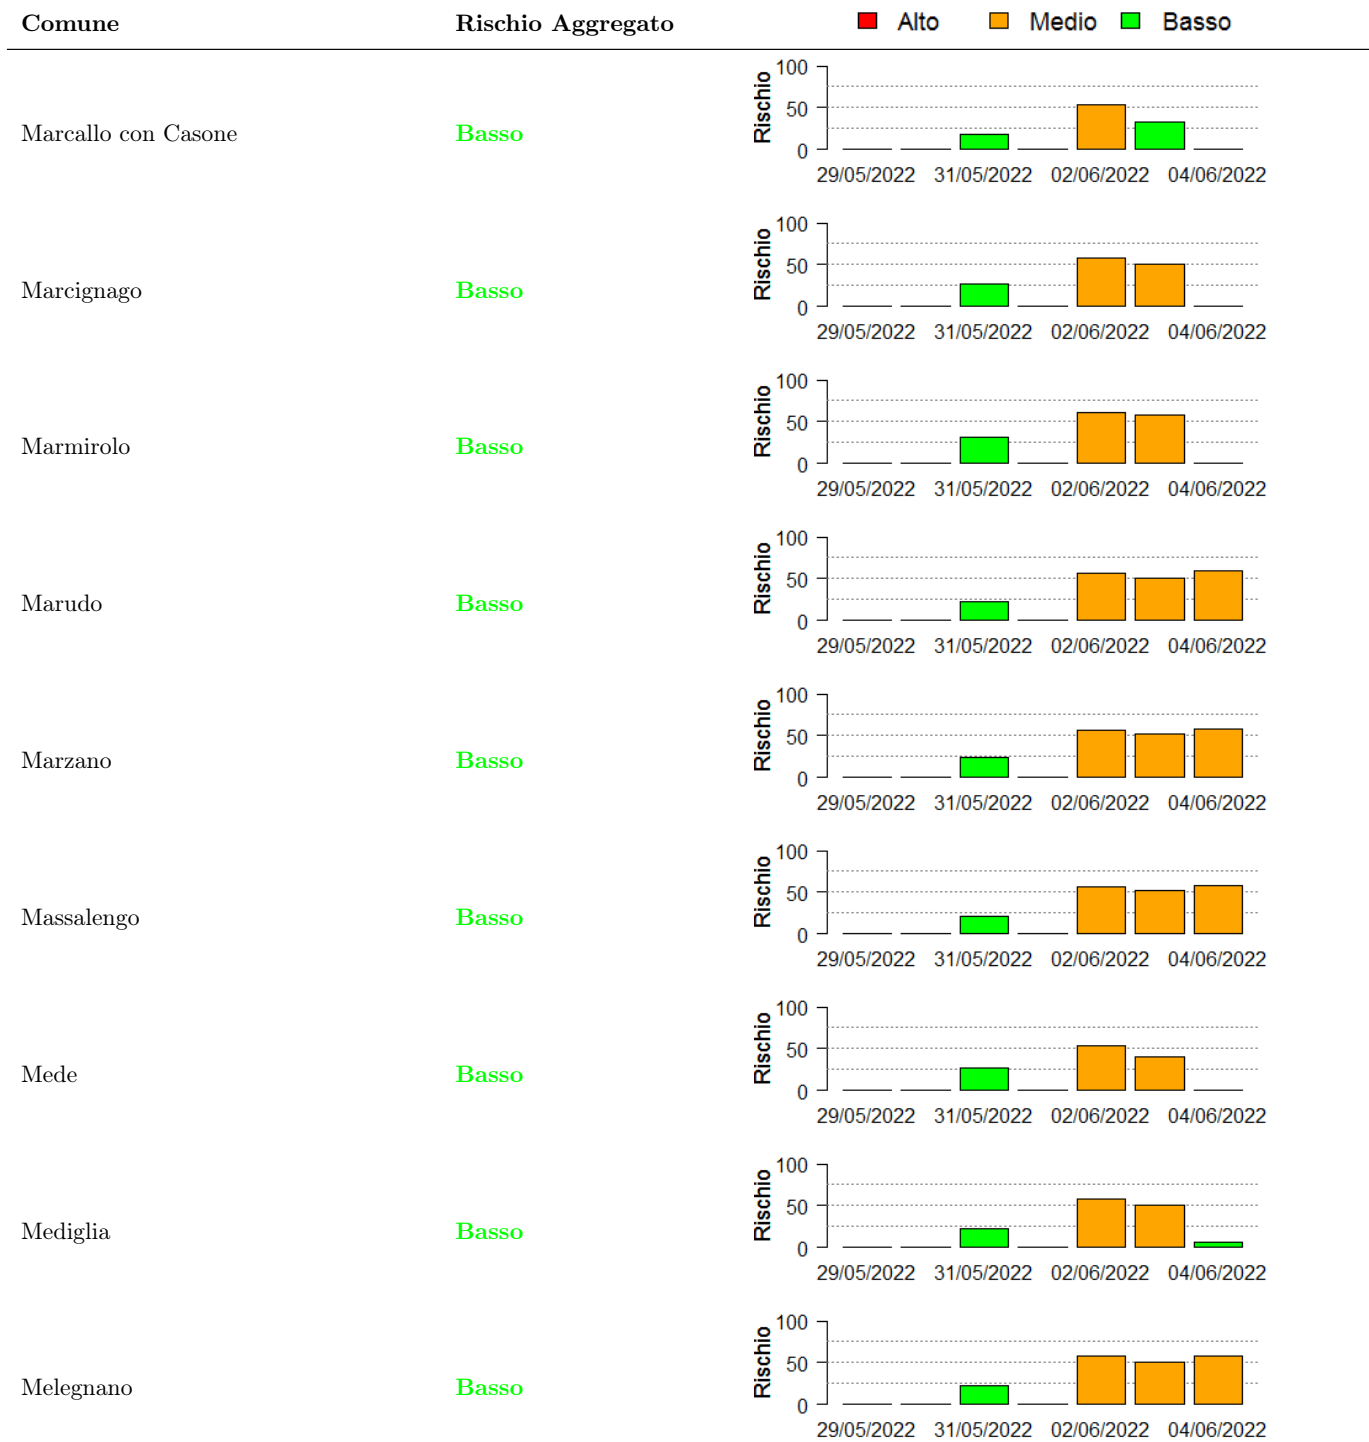 Comune Rischio Aggregato Alto Medio Basso
100
50
0
Rischio
Marcallo con Casone Basso
29/05/2022 31/05/2022 02/06/2022 04/06/2022
100
50
0
Rischio
Marcignago Basso
29/05/2022 31/05/2022 02/06/2022 04/06/2022
100
50
0
Rischio
Marmirolo Basso
29/05/2022 31/05/2022 02/06/2022 04/06/2022
100
50
0
Rischio
Marudo Basso
29/05/2022 31/05/2022 02/06/2022 04/06/2022
100
50
0
Rischio
Marzano Basso
29/05/2022 31/05/2022 02/06/2022 04/06/2022
100
50
0
Rischio
Massalengo Basso
29/05/2022 31/05/2022 02/06/2022 04/06/2022
100
50
0
Rischio
Mede Basso
29/05/2022 31/05/2022 02/06/2022 04/06/2022
100
50
0
Rischio
Mediglia Basso
29/05/2022 31/05/2022 02/06/2022 04/06/2022
100
50
0
Rischio
Melegnano Basso
29/05/2022 31/05/2022 02/06/2022 04/06/2022